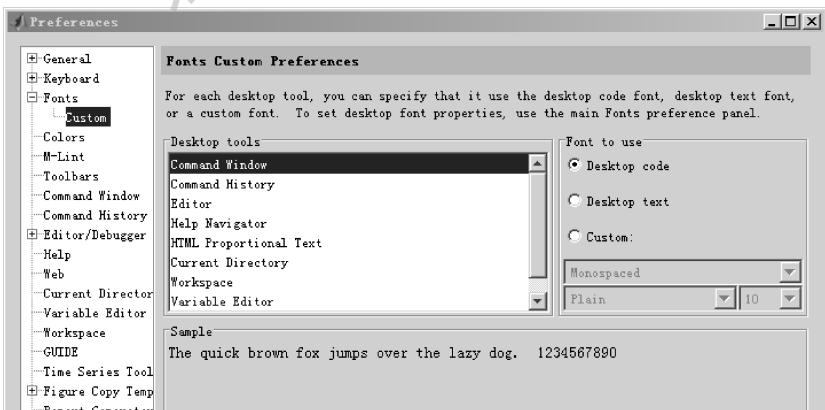 Preferences
General
Keyboard
Fonts
Custom
Colors
M-Lint
Toolbars
Command Window
Command History
Editor/Debugger
Help
Web
Current Director
Variable Editor
Workspace
GUIDE
Time Series Tool
Figure Copy Temp
Fonts Custom Preferences
For each desktop tool, you can specify that it use the desktop code font, desktop text font,
or a custom font. To set desktop font properties, use the main Fonts preference panel.
Desktop tools
Command Window
Command History
Editor
Help Navigator
HTML Proportional Text
Current Directory
Workspace
Variable Editor
Font to use
Desktop code
Desktop text
Custom:
Monospaced
Plain
10
Sample
The quick brown fox jumps over the lazy dog. 1234567890